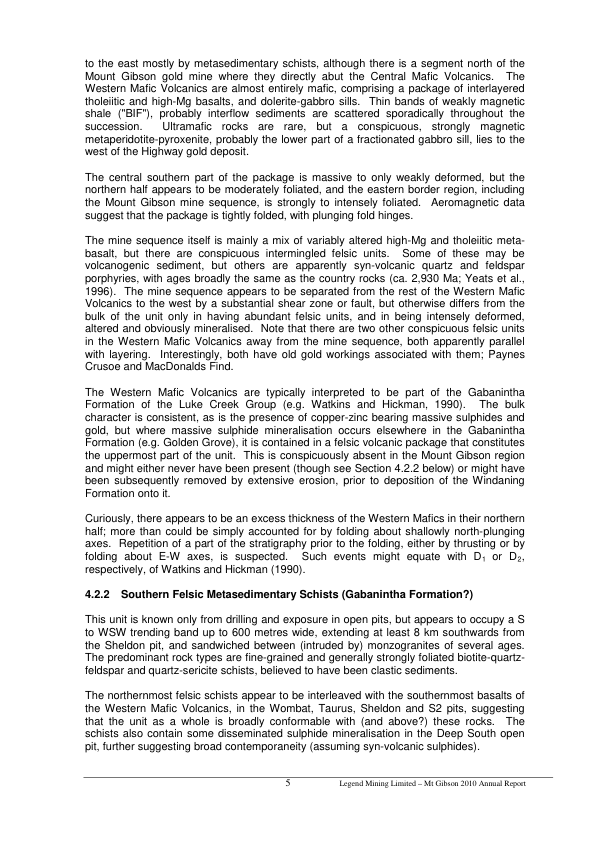 to the east mostly by metasedimentary schists, although there is a segment north of the
Mount Gibson gold mine where they directly abut the Central Mafic Volcanics. The
Western Mafic Volcanics are almost entirely mafic, comprising a package of interlayered
tholeiitic and high-Mg basalts, and dolerite-gabbro sills. Thin bands of weakly magnetic
shale ("BIF"), probably interflow sediments are scattered sporadically throughout the
succession. Ultramafic rocks are rare, but a conspicuous, strongly magnetic
metaperidotite-pyroxenite, probably the lower part of a fractionated gabbro sill, lies to the
west of the Highway gold deposit.

The central southern part of the package is massive to only weakly deformed, but the
northern half appears to be moderately foliated, and the eastern border region, including
the Mount Gibson mine sequence, is strongly to intensely foliated. Aeromagnetic data
suggest that the package is tightly folded, with plunging fold hinges.

The mine sequence itself is mainly a mix of variably altered high-Mg and tholeiitic meta-
basalt, but there are conspicuous intermingled felsic units. Some of these may be
volcanogenic sediment, but others are apparently syn-volcanic quartz and feldspar
porphyries, with ages broadly the same as the country rocks (ca. 2,930 Ma; Yeats et al.,
1996). The mine sequence appears to be separated from the rest of the Western Mafic
Volcanics to the west by a substantial shear zone or fault, but otherwise differs from the
bulk of the unit only in having abundant felsic units, and in being intensely deformed,
altered and obviously mineralised. Note that there are two other conspicuous felsic units
in the Western Mafic Volcanics away from the mine sequence, both apparently parallel
with layering. Interestingly, both have old gold workings associated with them; Paynes
Crusoe and MacDonalds Find.

The Western Mafic Volcanics are typically interpreted to be part of the Gabanintha
Formation of the Luke Creek Group (e.g. Watkins and Hickman, 1990). The bulk
character is consistent, as is the presence of copper-zinc bearing massive sulphides and
gold, but where massive sulphide mineralisation occurs elsewhere in the Gabanintha
Formation (e.g. Golden Grove), it is contained in a felsic volcanic package that constitutes
the uppermost part of the unit. This is conspicuously absent in the Mount Gibson region
and might either never have been present (though see Section 4.2.2 below) or might have
been subsequently removed by extensive erosion, prior to deposition of the Windaning
Formation onto it.

Curiously, there appears to be an excess thickness of the Western Mafics in their northern
half; more than could be simply accounted for by folding about shallowly north-plunging
axes. Repetition of a part of the stratigraphy prior to the folding, either by thrusting or by
folding about E-W axes, is suspected. Such events might equate with D₁ or D₂,
respectively, of Watkins and Hickman (1990).

4.2.2 Southern Felsic Metasedimentary Schists (Gabanintha Formation?)

This unit is known only from drilling and exposure in open pits, but appears to occupy a S
to WSW trending band up to 600 metres wide, extending at least 8 km southwards from
the Sheldon pit, and sandwiched between (intruded by) monzogranites of several ages.
The predominant rock types are fine-grained and generally strongly foliated biotite-quartz-
feldspar and quartz-sericite schists, believed to have been clastic sediments.

The northernmost felsic schists appear to be interleaved with the southernmost basalts of
the Western Mafic Volcanics, in the Wombat, Taurus, Sheldon and S2 pits, suggesting
that the unit as a whole is broadly conformable with (and above?) these rocks. The
schists also contain some disseminated sulphide mineralisation in the Deep South open
pit, further suggesting broad contemporaneity (assuming syn-volcanic sulphides).

5 Legend Mining Limited – Mt Gibson 2010 Annual Report